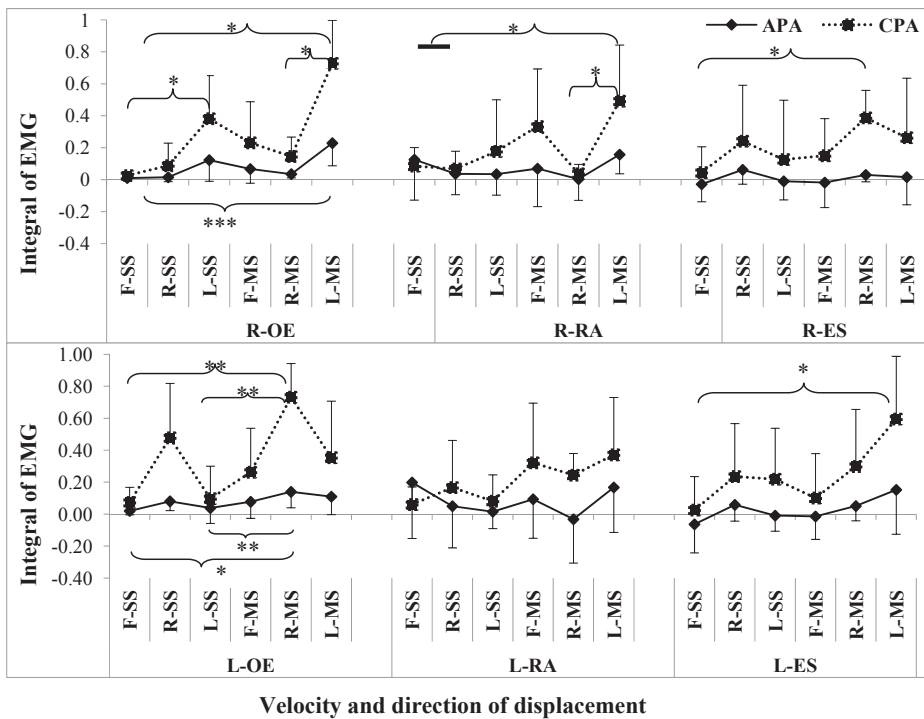 APA CPA
Integral of EMG
1
0.8
0.6
0.4
0.2
0
-0.2
-0.4
* * * ***
* *
*
F-SS R-SS L-SS F-MS R-MS L-MS
F-SS R-SS L-SS F-MS R-MS L-MS
F-SS R-SS L-SS F-MS R-MS L-MS
R-OE R-RA R-ES
Integral of EMG
1.00
0.80
0.60
0.40
0.20
0.00
-0.20
-0.40
** ** ** *
*
F-SS R-SS L-SS F-MS R-MS L-MS
F-SS R-SS L-SS F-MS R-MS L-MS
F-SS R-SS L-SS F-MS R-MS L-MS
L-OE L-RA L-ES
Velocity and direction of displacement